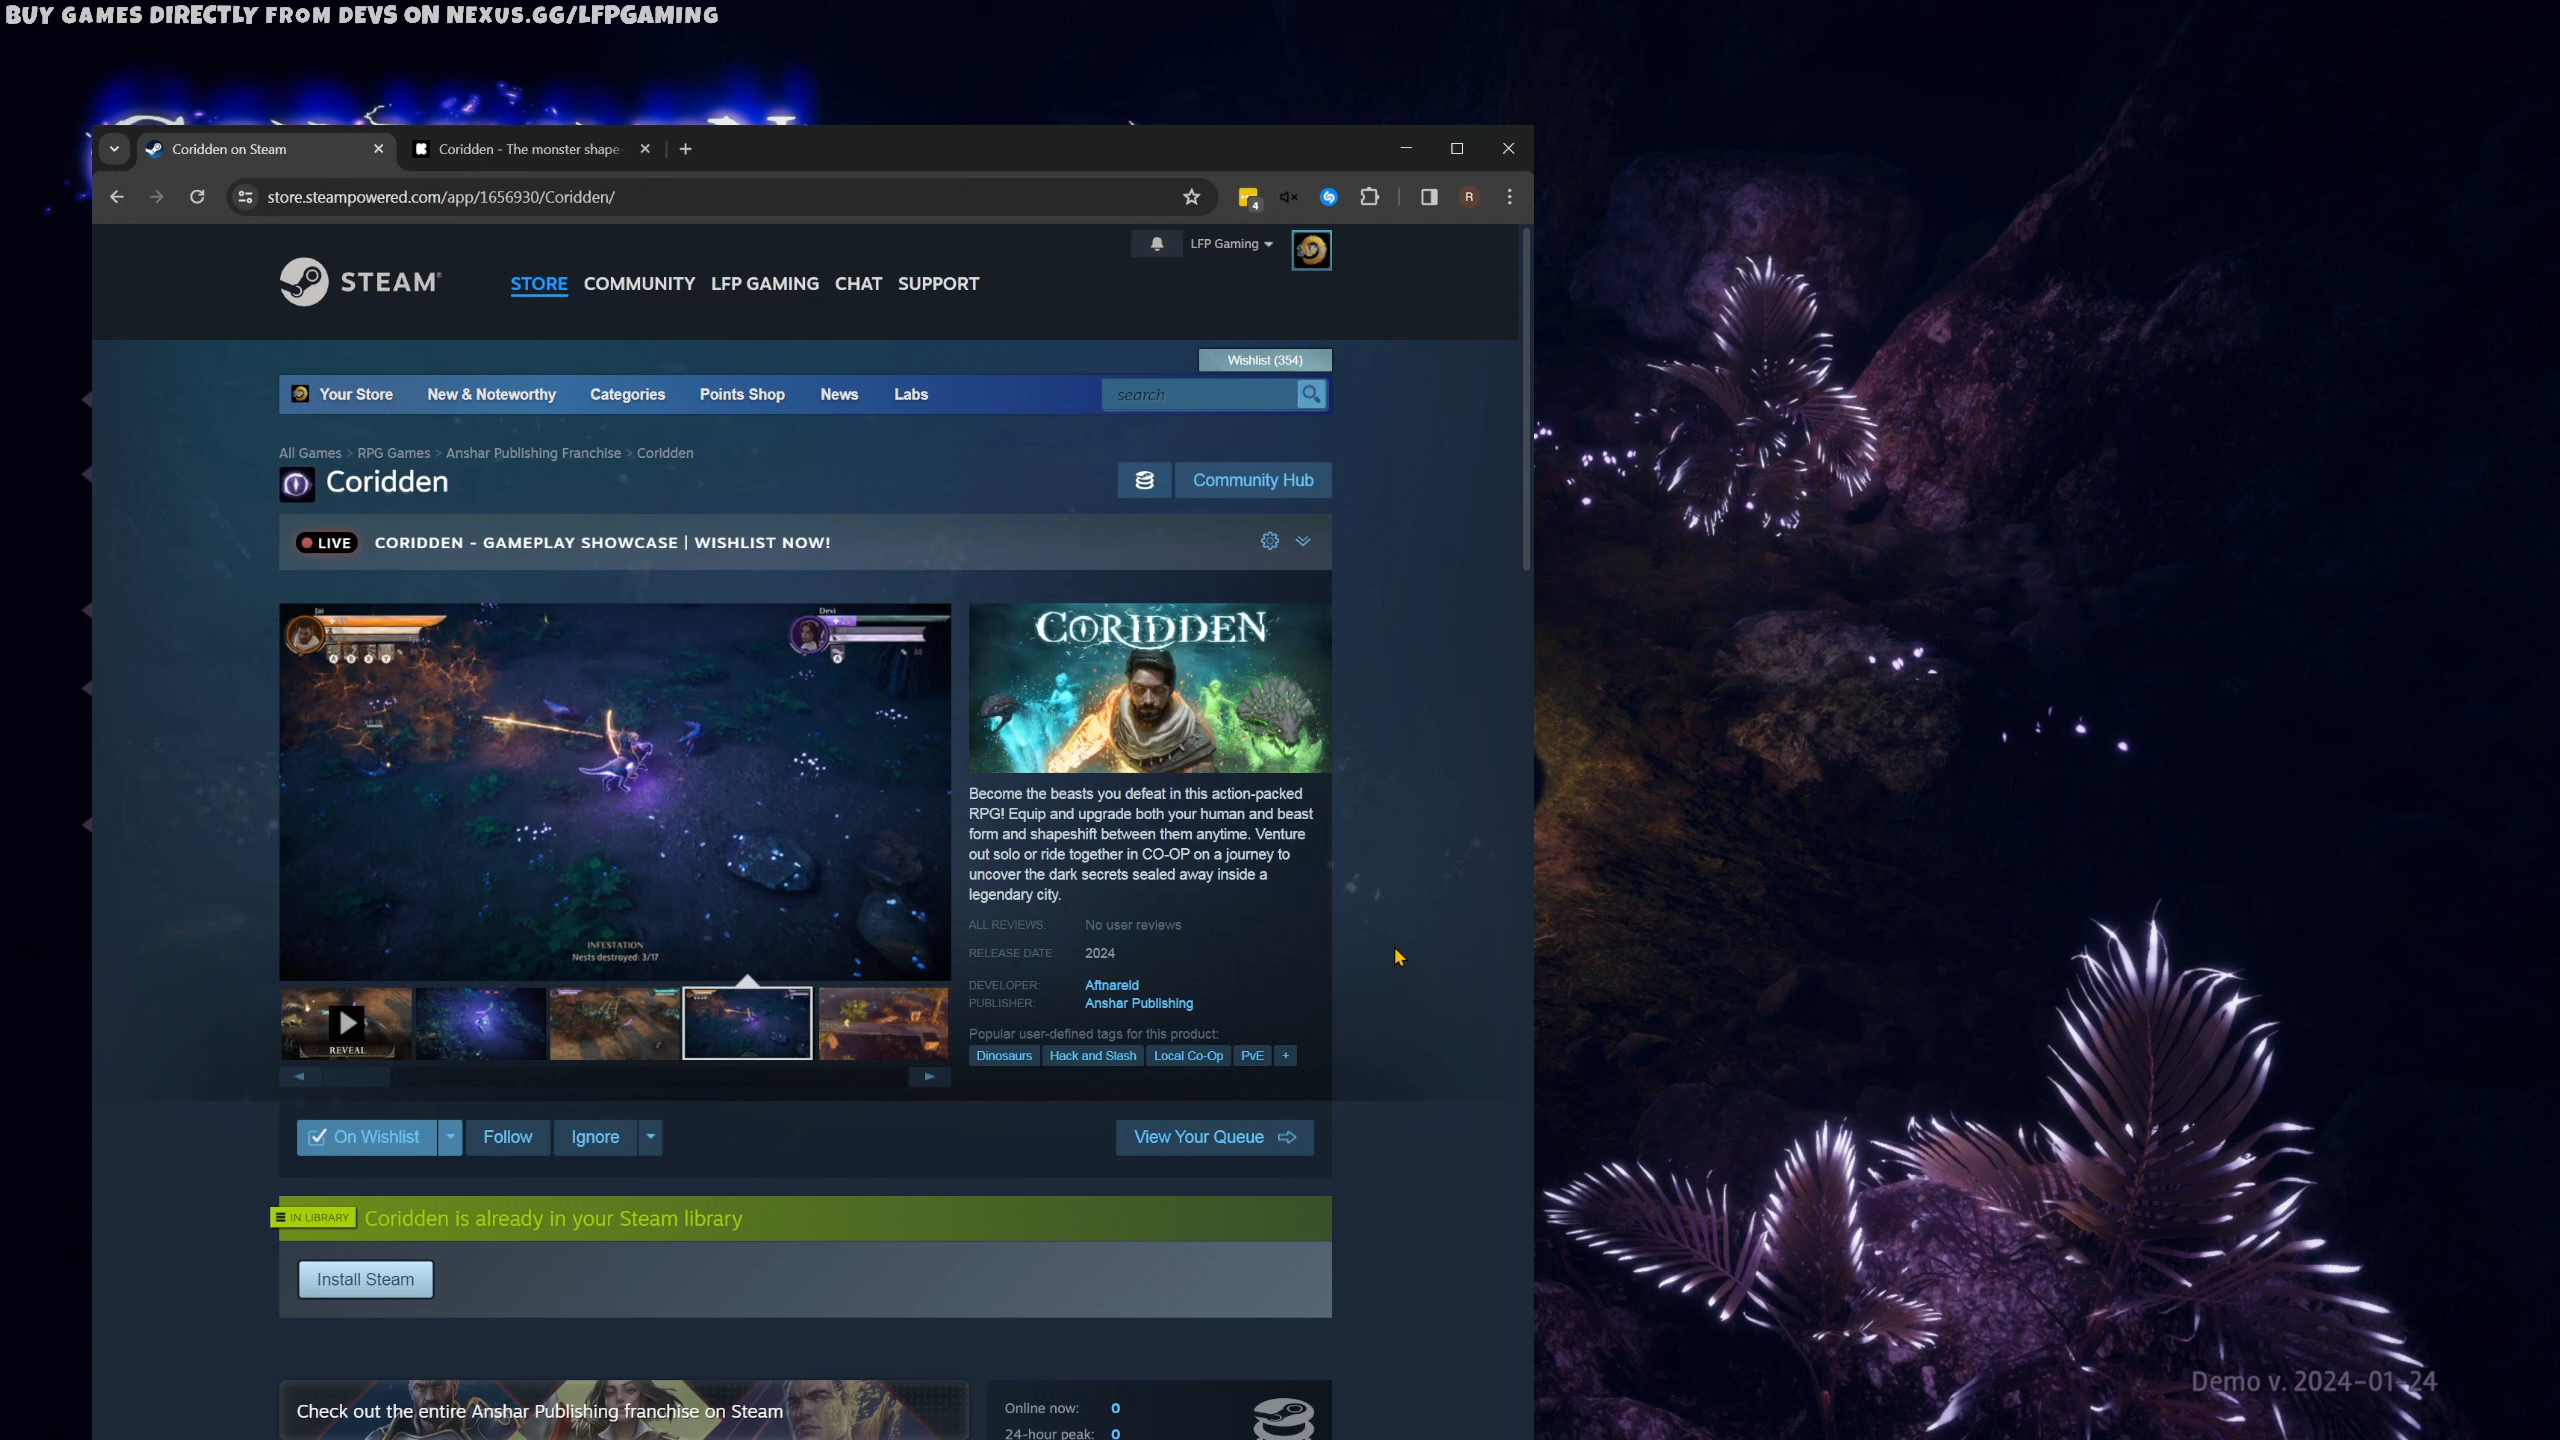 BUY GAMES DIRECTLY FROM DEVS ON NEXUS.GG/LFPGAMING
Coridden on Steam
Coridden - The monster shape-
store.steampowered.com/app/1656930/Coridden/
4
R
LFP Gaming
STEAM®
STORE COMMUNITY LFP GAMING CHAT SUPPORT
Wishlist (354)
Your Store New & Noteworthy Categories Points Shop News Labs
search
All Games > RPG Games > Anshar Publishing Franchise > Coridden
Coridden
Community Hub
LIVE CORIDDEN - GAMEPLAY SHOWCASE | WISHLIST NOW!
Jai
Devi
CORIDDEN
INFESTATION
Nests destroyed: 3/17
REVEAL
Become the beasts you defeat in this action-packed
RPG! Equip and upgrade both your human and beast
form and shapeshift between them anytime. Venture
out solo or ride together in CO-OP on a journey to
uncover the dark secrets sealed away inside a
legendary city.
ALL REVIEWS: No user reviews
RELEASE DATE: 2024
DEVELOPER: Aftnareld
PUBLISHER: Anshar Publishing
Popular user-defined tags for this product:
Dinosaurs Hack and Slash Local Co-Op PvE +
On Wishlist Follow Ignore
View Your Queue
IN LIBRARY Coridden is already in your Steam library
Install Steam
Check out the entire Anshar Publishing franchise on Steam
Online now: 0
24-hour peak: 0
Demo v. 2024-01-24